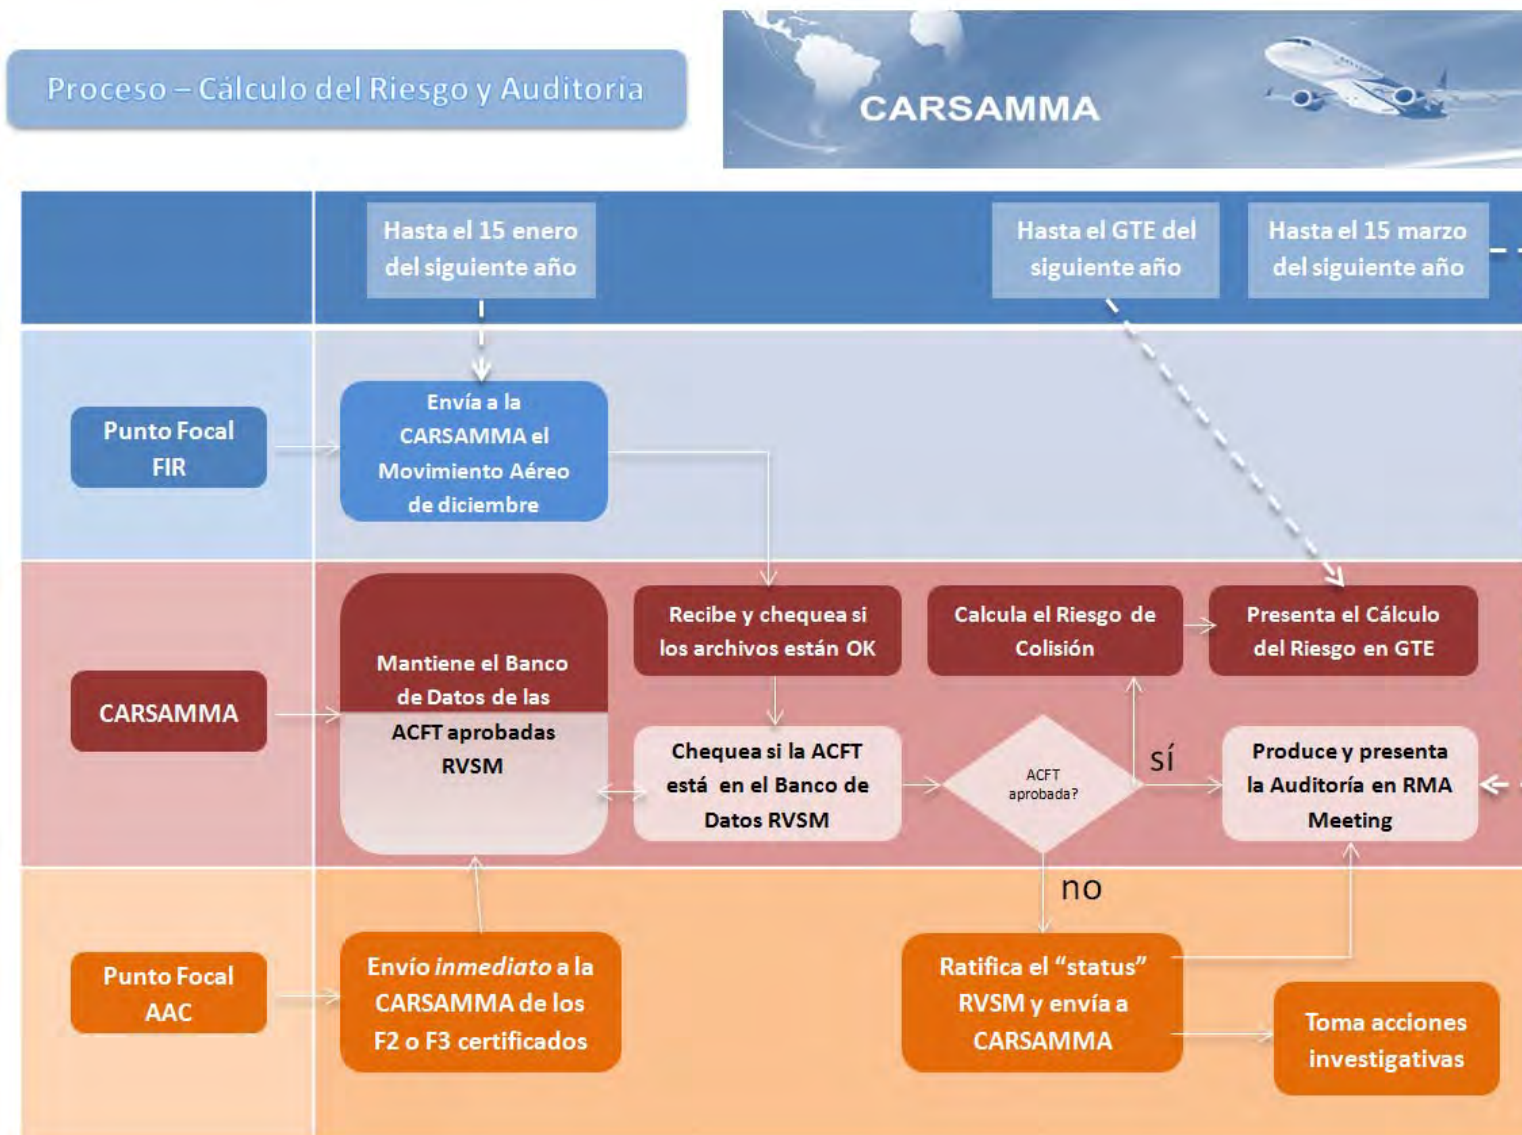 Proceso – Cálculo del Riesgo y Auditoría
CARSAMMA
Hasta el 15 enero
del siguiente año
Hasta el GTE del
siguiente año
Hasta el 15 marzo
del siguiente año
Punto Focal
FIR
Envía a la
CARSAMMA el
Movimiento Aéreo
de diciembre
CARSAMMA
Mantiene el Banco
de Datos de las
ACFT aprobadas
RVSM
Recibe y chequea si
los archivos están OK
Calcula el Riesgo de
Colisión
Presenta el Cálculo
del Riesgo en GTE
Chequea si la ACFT
está en el Banco de
Datos RVSM
ACFT
aprobada?
sí
Produce y presenta
la Auditoría en RMA
Meeting
no
Punto Focal
AAC
Envío inmediato a la
CARSAMMA de los
F2 o F3 certificados
Ratifica el “status”
RVSM y envía a
CARSAMMA
Toma acciones
investigativas